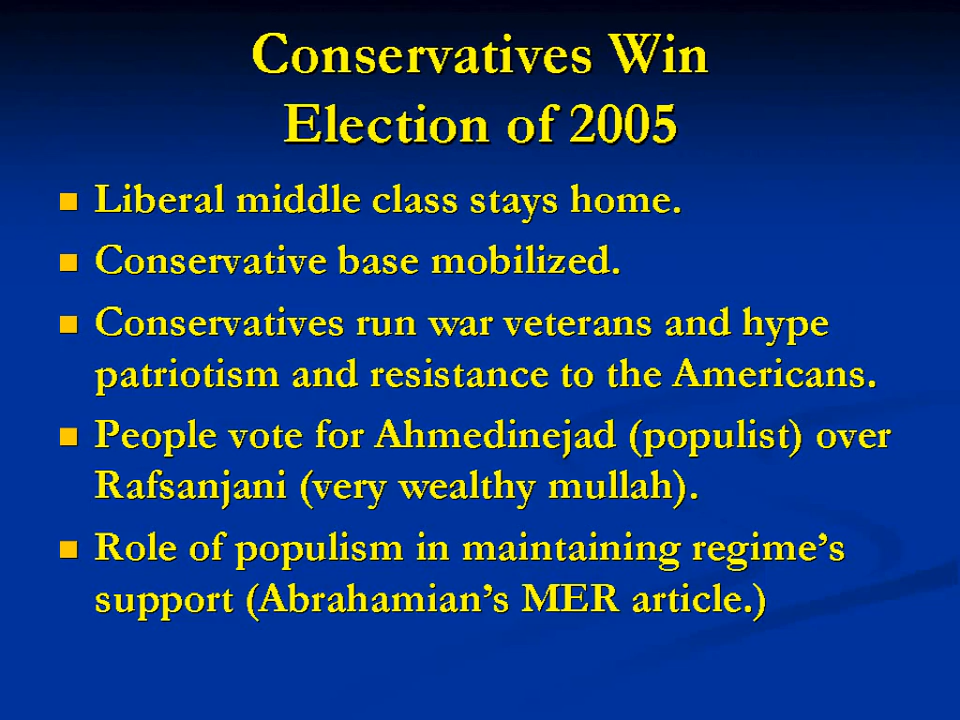 Conservatives Win
Election of 2005
Liberal middle class stays home.
Conservative base mobilized.
Conservatives run war veterans and hype
patriotism and resistance to the Americans.
People vote for Ahmedinejad (populist) over
Rafsanjani (very wealthy mullah).
Role of populism in maintaining regime's
support (Abrahamian's MER article.)